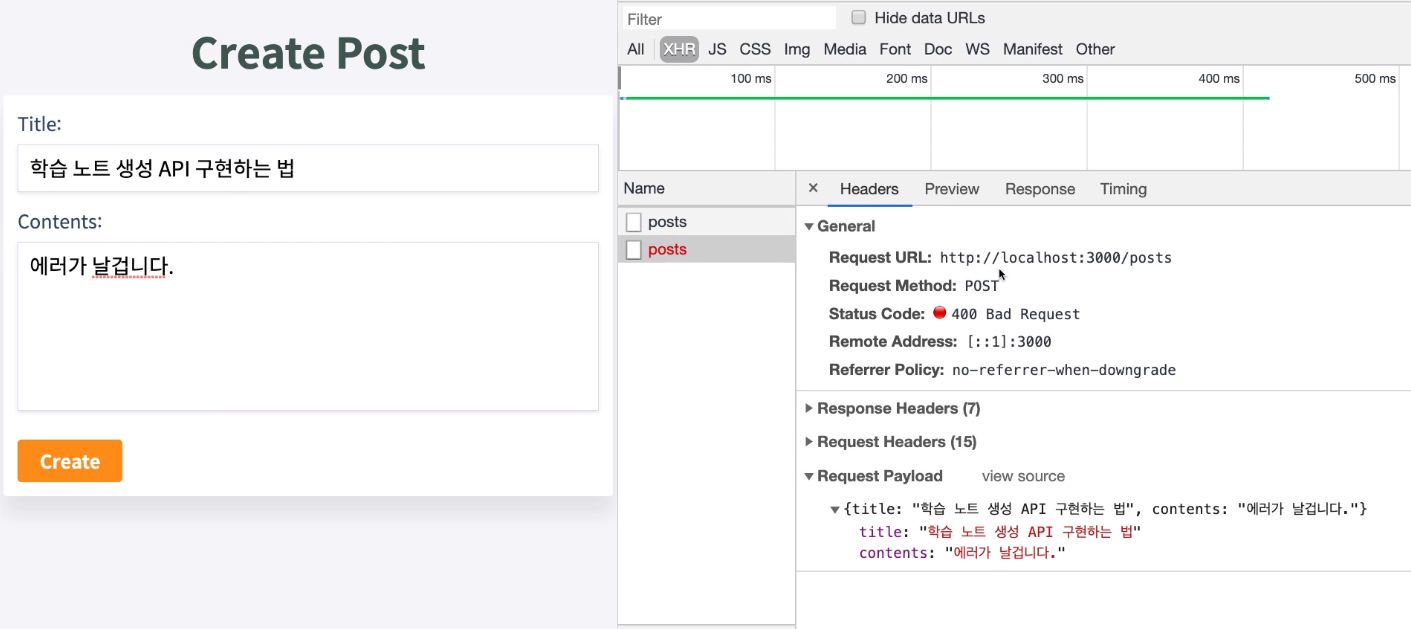 Create Post
Title:
학습 노트 생성 API 구현하는 법
Contents:
에러가 날겁니다.
Create
Filter
Hide data URLs
All XHR JS CSS Img Media Font Doc WS Manifest Other
100 ms 200 ms 300 ms 400 ms 500 ms
Name
posts
posts
× Headers Preview Response Timing
General
Request URL: http://localhost:3000/posts
Request Method: POST
Status Code: 400 Bad Request
Remote Address: [::1]:3000
Referrer Policy: no-referrer-when-downgrade
Response Headers (7)
Request Headers (15)
Request Payload view source
{title: "학습 노트 생성 API 구현하는 법", contents: "에러가 날겁니다."}
title: "학습 노트 생성 API 구현하는 법"
contents: "에러가 날겁니다."